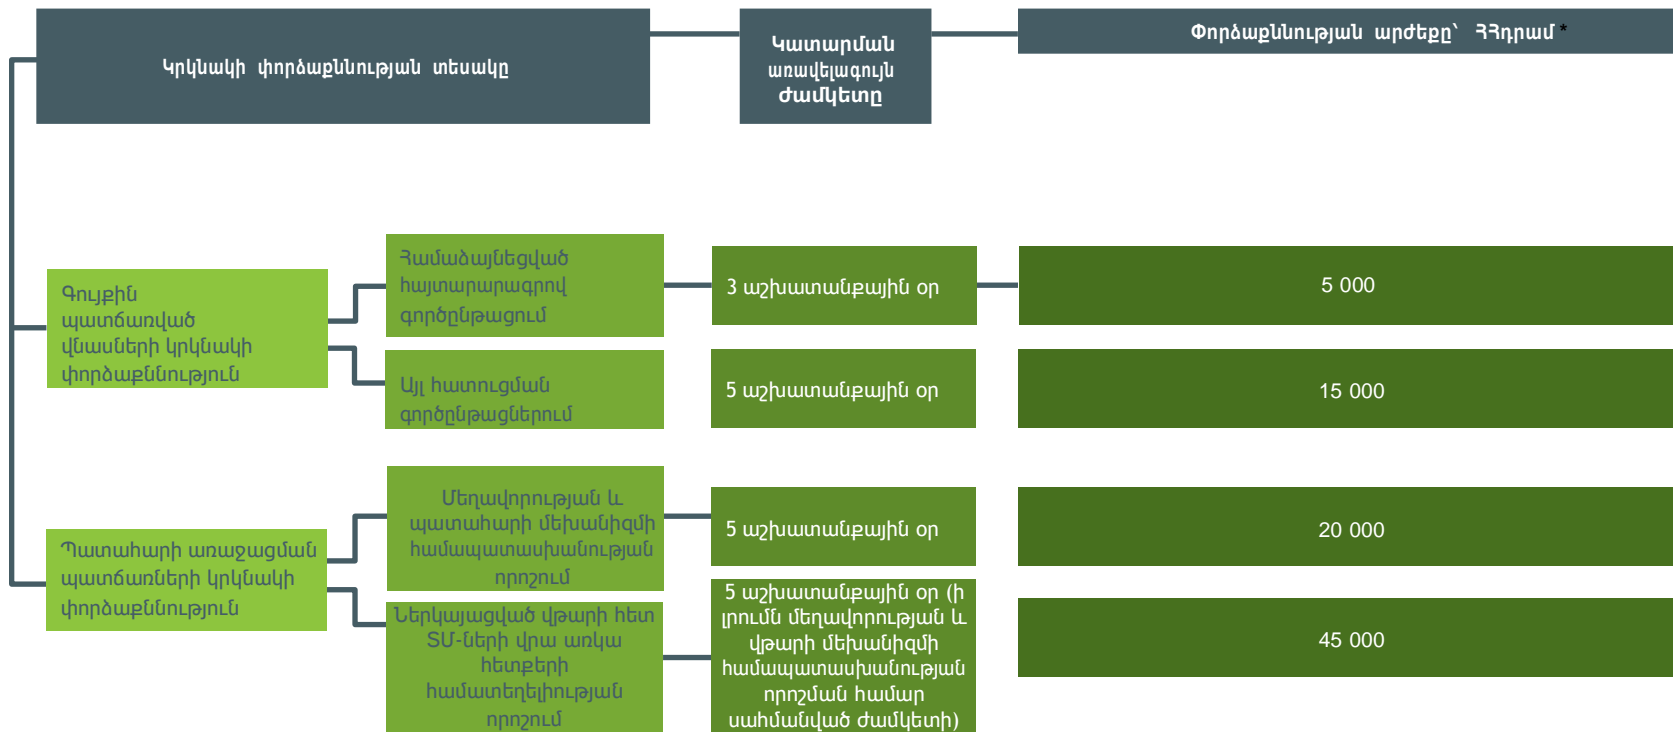 Կրկնակի փորձաքննության տեսակը
Կատարման
առավելագույն
ժամկետը
Փորձաքննության արժեքը՝ ՀՀդրամ *
Գույքին
պատճառված
վնասների կրկնակի
փորձաքննություն
Համաձայնեցված
հայտարարագրով
գործընթացում
3 աշխատանքային օր
5 000
Այլ հատուցման
գործընթացներում
5 աշխատանքային օր
15 000
Պատահարի առաջացման
պատճառների կրկնակի
փորձաքննություն
Մեղավորության և
պատահարի մեխանիզմի
համապատասխանության
որոշում
5 աշխատանքային օր
20 000
Ներկայացված վթարի հետ
ՏՄ-ների վրա առկա
հետքերի
համատեղելիության
որոշում
5 աշխատանքային օր (ի
լրումն մեղավորության և
վթարի մեխանիզմի
համապատասխանության
որոշման համար
սահմանված ժամկետի)
45 000